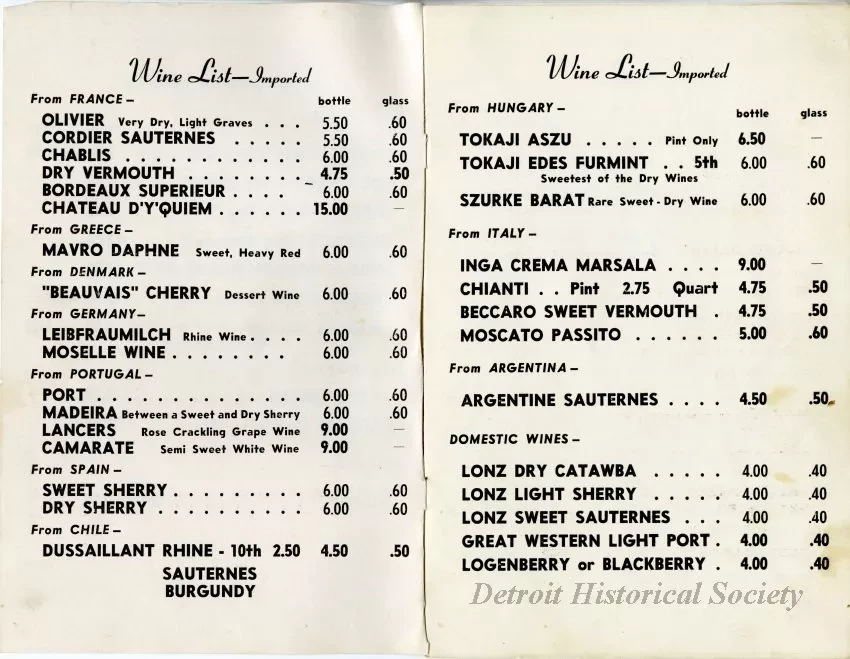 Wine List—Imported
From FRANCE—
bottle glass
OLIVIER Very Dry, Light Graves . . . 5.50 .60
CORDIER SAUTERNES . . . . . 5.50 .60
CHABLIS . . . . . . . . . . . . 6.00 .60
DRY VERMOUTH . . . . . . . . 4.75 .50
BORDEAUX SUPERIEUR . . . . 6.00 .60
CHATEAU D'Y'QUIEM . . . . . . 15.00 —
From GREECE—
MAVRO DAPHNE Sweet, Heavy Red 6.00 .60
From DENMARK—
"BEAUVAIS" CHERRY Dessert Wine 6.00 .60
From GERMANY—
LEIBFRAUMILCH Rhine Wine . . . . 6.00 .60
MOSELLE WINE . . . . . . . . 6.00 .60
From PORTUGAL—
PORT . . . . . . . . . . . . . . 6.00 .60
MADEIRA Between a Sweet and Dry Sherry 6.00 .60
LANCERS Rose Crackling Grape Wine 9.00 —
CAMARATE Semi Sweet White Wine 9.00 —
From SPAIN—
SWEET SHERRY . . . . . . . . . 6.00 .60
DRY SHERRY . . . . . . . . . . 6.00 .60
From CHILE—
DUSSAILLANT RHINE - 10th 2.50 4.50 .50
SAUTERNES
BURGUNDY
Wine List—Imported
From HUNGARY—
bottle glass
TOKAJI ASZU . . . . . Pint Only 6.50 —
TOKAJI EDES FURMINT . . 5th 6.00 .60
Sweetest of the Dry Wines
SZURKE BARAT Rare Sweet-Dry Wine 6.00 .60
From ITALY—
INGA CREMA MARSALA . . . . 9.00 —
CHIANTI . . Pint 2.75 Quart 4.75 .50
BECCARO SWEET VERMOUTH . 4.75 .50
MOSCATO PASSITO . . . . . . 5.00 .60
From ARGENTINA—
ARGENTINE SAUTERNES . . . . 4.50 .50
DOMESTIC WINES—
LONZ DRY CATAWBA . . . . . 4.00 .40
LONZ LIGHT SHERRY . . . . . 4.00 .40
LONZ SWEET SAUTERNES . . . 4.00 .40
GREAT WESTERN LIGHT PORT . 4.00 .40
LOGENBERRY or BLACKBERRY . 4.00 .40
Detroit Historical Society